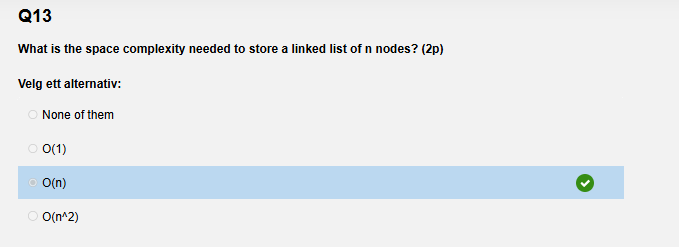 Q13
What is the space complexity needed to store a linked list of n nodes? (2p)
Velg ett alternativ:
None of them
O(1)
O(n)
O(n^2)